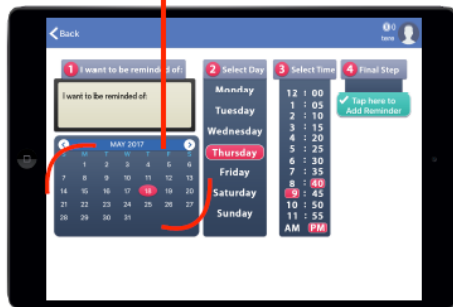 Back
0
here
1 I want to be reminded of:
I want to be reminded of:
MAY 2017
S M T W T F S
1 2 3 4 5 6
7 8 9 10 11 12 13
14 15 16 17 18 19 20
21 22 23 24 25 26 27
28 29 30 31
2 Select Day
Monday
Tuesday
Wednesday
Thursday
Friday
Saturday
Sunday
3 Select Time
12 : 00
1 : 05
2 : 10
3 : 15
4 : 20
5 : 25
6 : 30
7 : 35
8 : 40
9 : 45
10 : 50
11 : 55
AM PM
4 Final Step
Tap here to
Add Reminder